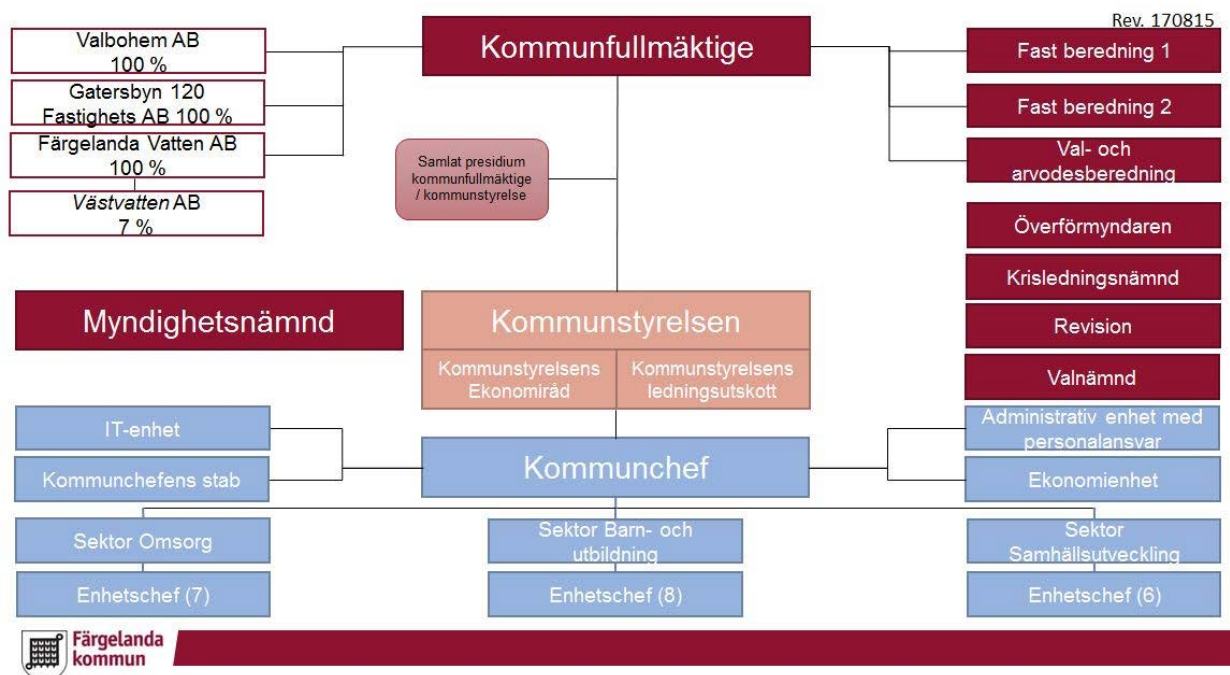 Rev. 170815
Valbohem AB
100 %
Gatersbyn 120
Fastighets AB 100 %
Färgelanda Vatten AB
100 %
Västvatten AB
7 %
Kommunfullmäktige
Samlat presidium
kommunfullmäktige
/ kommunstyrelse
Fast beredning 1
Fast beredning 2
Val- och
arvodesberedning
Överförmyndaren
Krisledningsnämnd
Revision
Valnämnd
Myndighetsnämnd
Kommunstyrelsen
Kommunstyrelsens
Ekonomiråd
Kommunstyrelsens
ledningsutskott
IT-enhet
Kommunchefens stab
Kommunchef
Administrativ enhet med
personalansvar
Ekonomienhet
Sektor Omsorg
Sektor Barn- och
utbildning
Sektor
Samhällsutveckling
Enhetschef (7)
Enhetschef (8)
Enhetschef (6)
Färgelanda
kommun